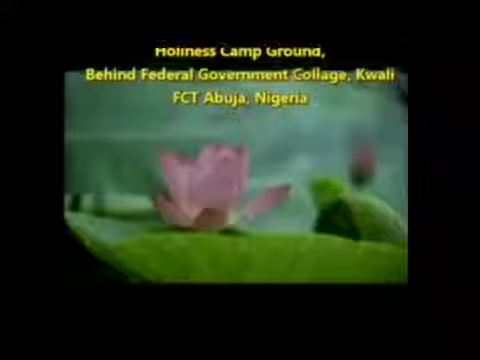 Holiness Camp Ground,
Behind Federal Government Collage, Kwali
FCT Abuja, Nigeria